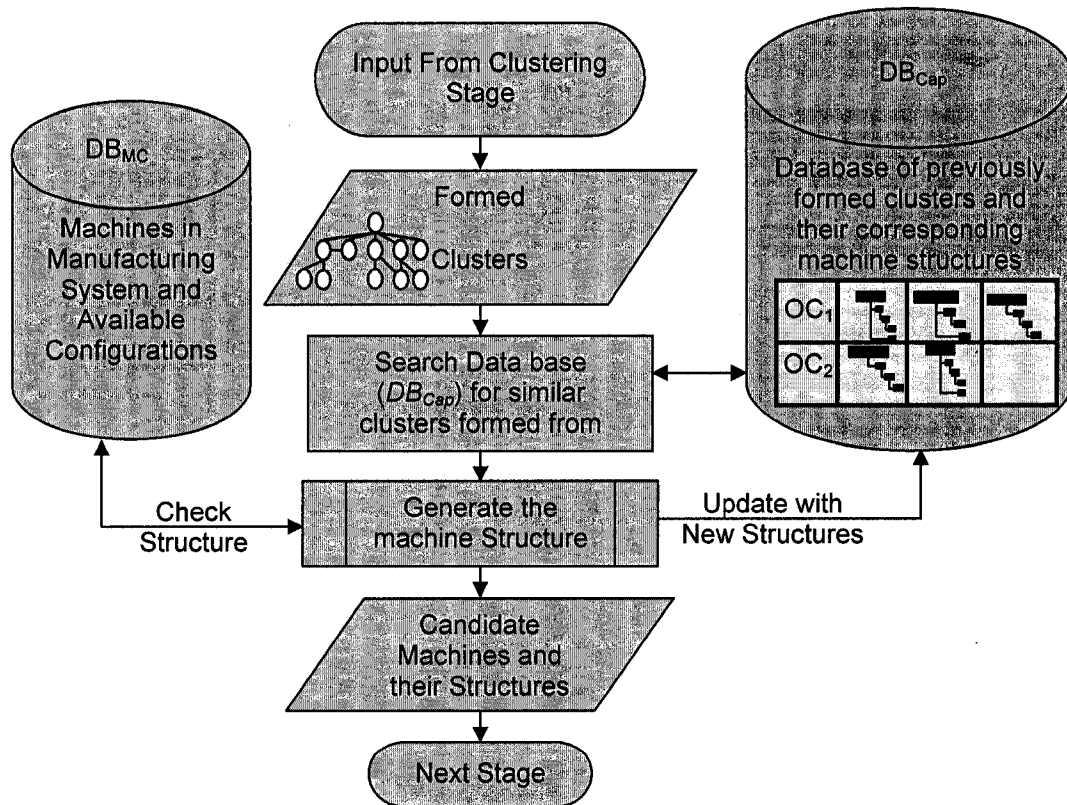 Input From Clustering
Stage
DB_Cap
DB_MC
Database of previously
formed clusters and
their corresponding
machine structures
OC1
OC2
Machines in
Manufacturing
System and
Available
Configurations
Formed
Clusters
Search Data base
(DB_Cap) for similar
clusters formed from
Check
Structure
Generate the
machine Structure
Update with
New Structures
Candidate
Machines and
their Structures
Next Stage